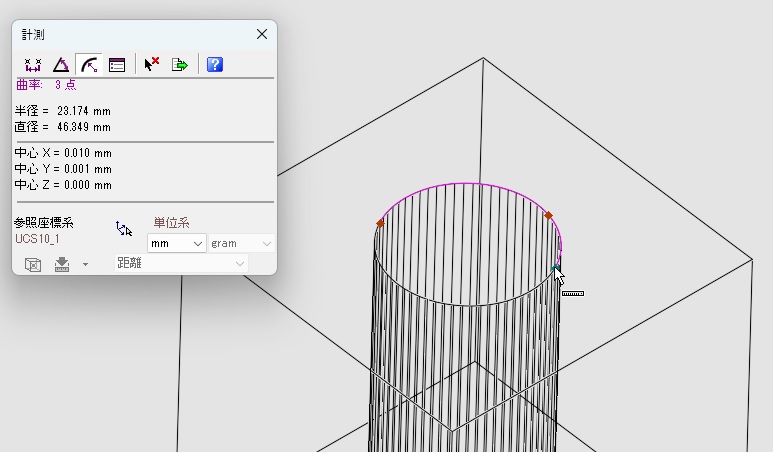 計測
曲率: 3 点
半径 = 23.174 mm
直径 = 46.349 mm
中心 X = 0.010 mm
中心 Y = 0.001 mm
中心 Z = 0.000 mm
参照座標系
単位系
UCS10_1
mm
gram
距離